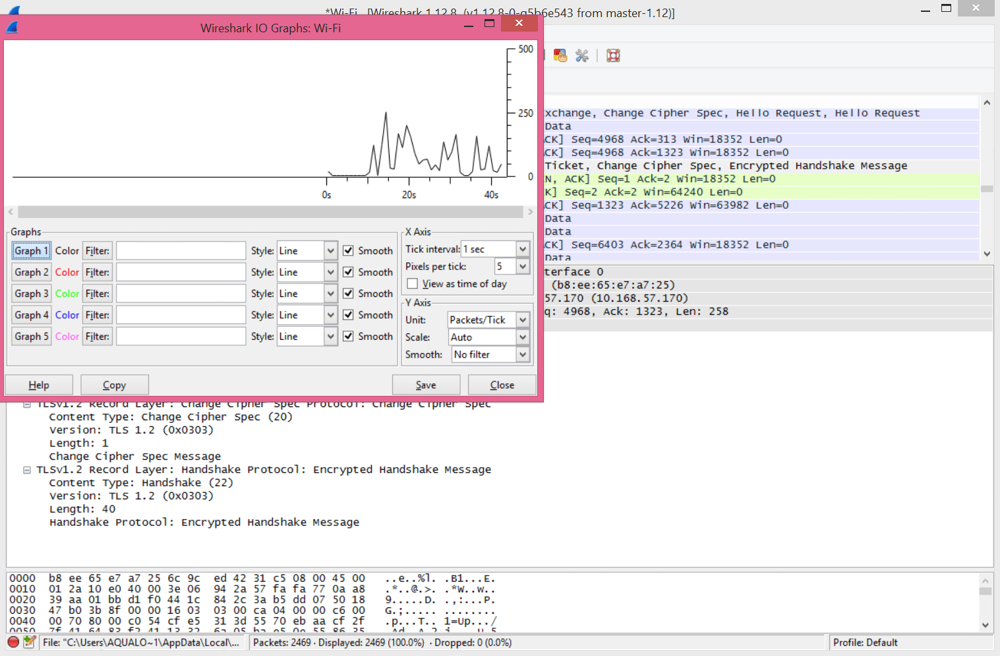 *Wi-Fi [Wireshark 1.12.8 (v1.12.8-0-g5b6e543 from master-1.12)]
Wireshark IO Graphs: Wi-Fi
500
250
0
0s 20s 40s
Graphs
Graph 1 Color Filter: Style: Line Smooth
Graph 2 Color Filter: Style: Line Smooth
Graph 3 Color Filter: Style: Line Smooth
Graph 4 Color Filter: Style: Line Smooth
Graph 5 Color Filter: Style: Line Smooth
X Axis
Tick interval: 1 sec
Pixels per tick: 5
View as time of day
Y Axis
Unit: Packets/Tick
Scale: Auto
Smooth: No filter
Help Copy Save Close
xchange, Change Cipher Spec, Hello Request, Hello Request
Data
CK] Seq=4968 Ack=313 Win=18352 Len=0
CK] Seq=4968 Ack=1323 Win=18352 Len=0
Ticket, Change Cipher Spec, Encrypted Handshake Message
N, ACK] Seq=1 Ack=2 Win=18352 Len=0
K] Seq=2 Ack=2 Win=64240 Len=0
CK] Seq=1323 Ack=5226 Win=63982 Len=0
Data
Data
CK] Seq=6403 Ack=2364 Win=18352 Len=0
Data
terface 0
(b8:ee:65:e7:a7:25)
57.170 (10.168.57.170)
q: 4968, Ack: 1323, Len: 258
TLSv1.2 Record Layer: Change Cipher Spec Protocol: Change Cipher Spec
Content Type: Change Cipher Spec (20)
Version: TLS 1.2 (0x0303)
Length: 1
Change Cipher Spec Message
TLSv1.2 Record Layer: Handshake Protocol: Encrypted Handshake Message
Content Type: Handshake (22)
Version: TLS 1.2 (0x0303)
Length: 40
Handshake Protocol: Encrypted Handshake Message
0000 b8 ee 65 e7 a7 25 6c 9c ed 42 31 c5 08 00 45 00 ..e..%l. .B1...E.
0010 01 2a 10 e0 40 00 3e 06 94 2a 57 fa fa 77 0a a8 .*..@.>. .*W..w..
0020 39 aa 01 bb d1 f0 44 1c 84 2c 3a b5 dd 07 50 18 9.....D. .,:...P.
0030 47 b0 3b 8f 00 00 16 03 03 00 ca 04 00 00 c6 00 G.;..... ........
0040 00 70 80 00 c0 54 cf e5 31 3d 55 70 eb aa cf 2f .p...T.. 1=Up.../
0050 7f 41 64 83 f2 41 13 32 6a 05 ba e5 0e 55 86 35
File: "C:\Users\AQUALO~1\AppData\Local\... Packets: 2469 · Displayed: 2469 (100.0%) · Dropped: 0 (0.0%) Profile: Default